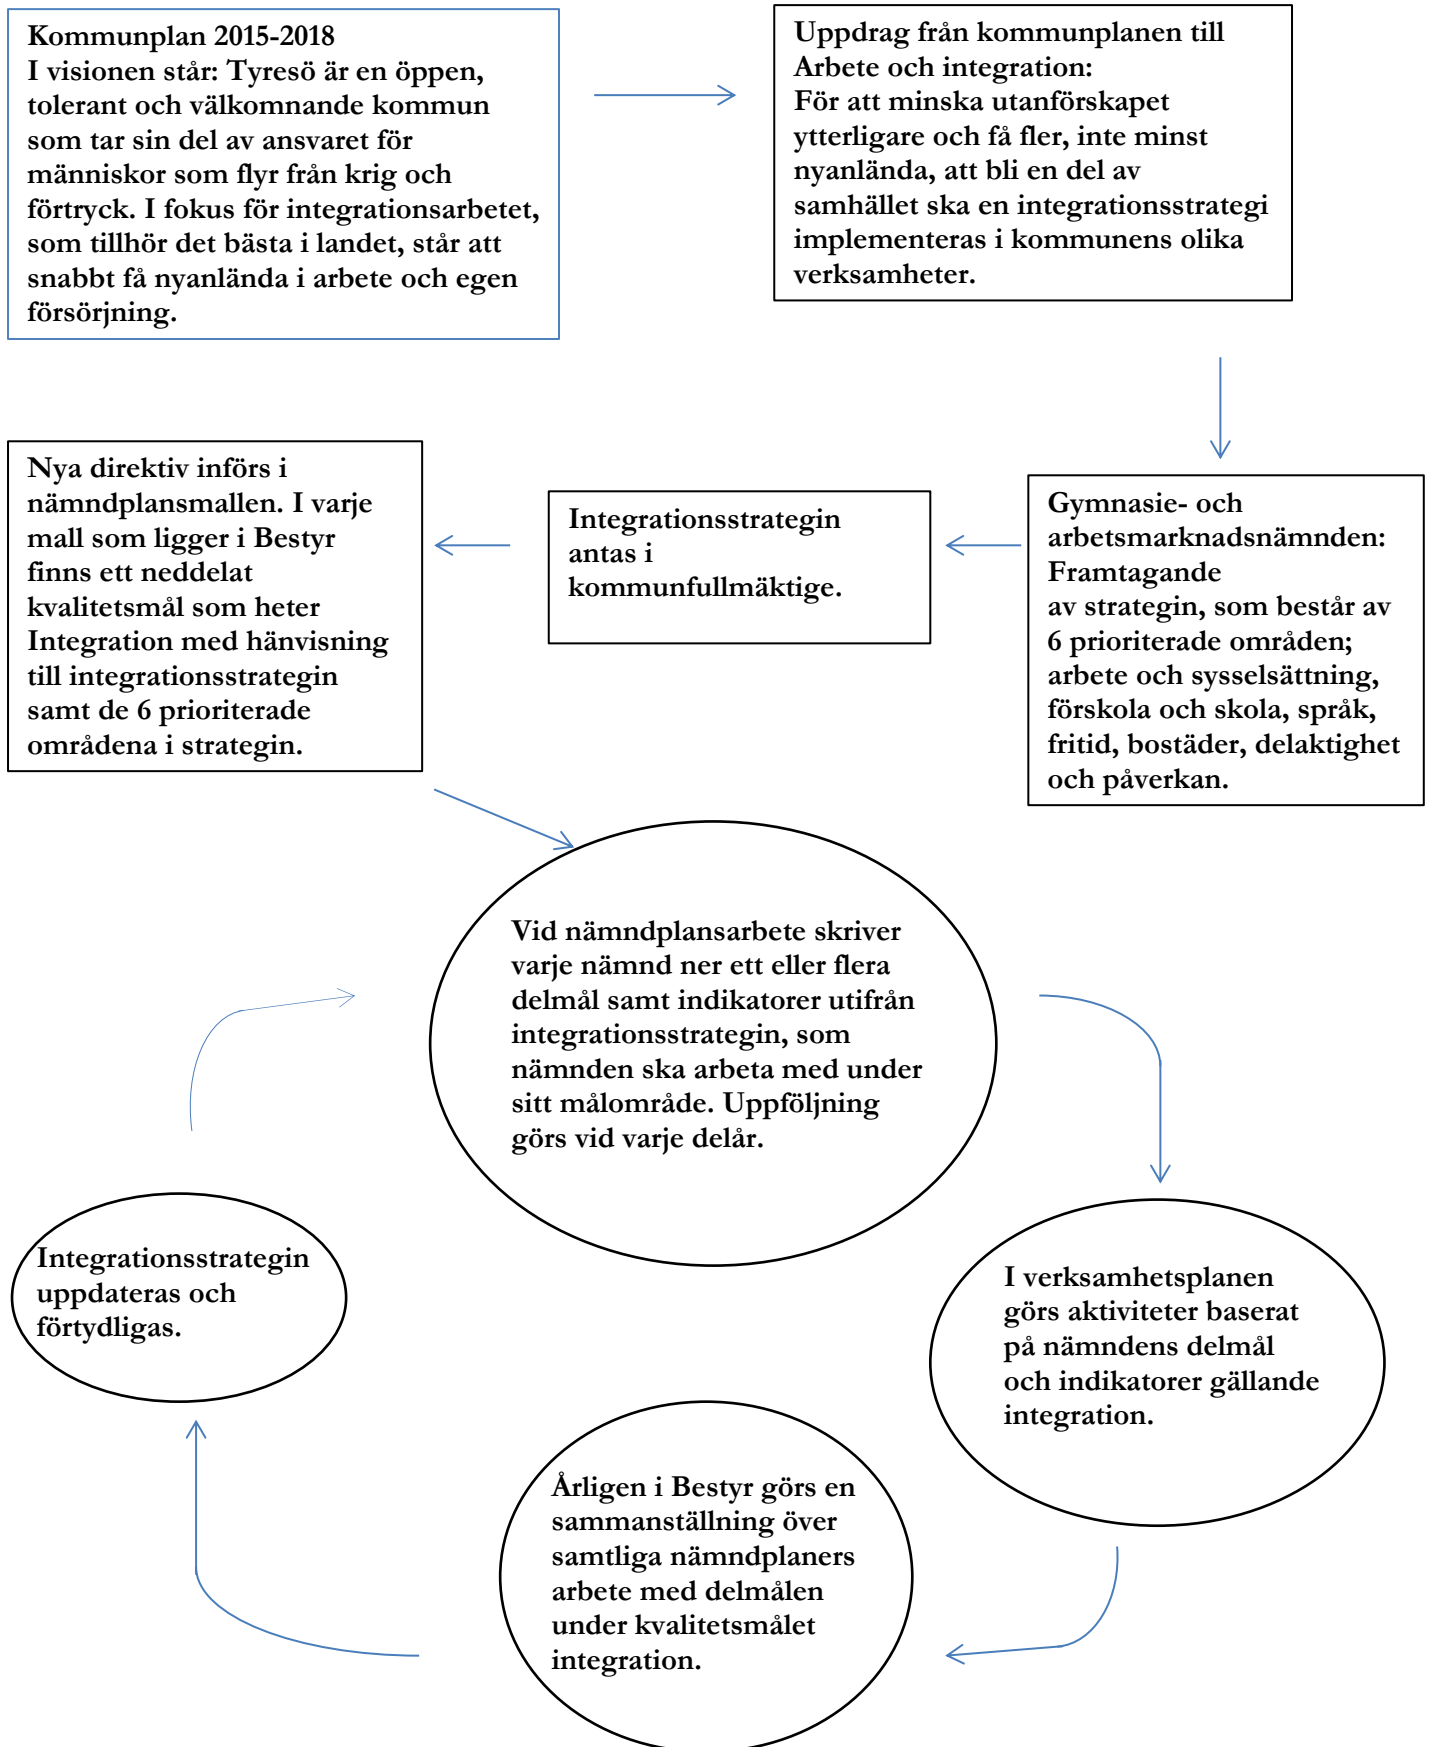 Kommunplan 2015-2018
I visionen står: Tyresö är en öppen,
tolerant och välkomnande kommun
som tar sin del av ansvaret för
människor som flyr från krig och
förtryck. I fokus för integrationsarbetet,
som tillhör det bästa i landet, står att
snabbt få nyanlända i arbete och egen
försörjning.
Uppdrag från kommunplanen till
Arbete och integration:
För att minska utanförskapet
ytterligare och få fler, inte minst
nyanlända, att bli en del av
samhället ska en integrationsstrategi
implementeras i kommunens olika
verksamheter.
Gymnasie- och
arbetsmarknadsnämnden:
Framtagande
av strategin, som består av
6 prioriterade områden;
arbete och sysselsättning,
förskola och skola, språk,
fritid, bostäder, delaktighet
och påverkan.
Integrationsstrategin
antas i
kommunfullmäktige.
Nya direktiv införs i
nämndplansmallen. I varje
mall som ligger i Bestyr
finns ett neddelat
kvalitetsmål som heter
Integration med hänvisning
till integrationsstrategin
samt de 6 prioriterade
områdena i strategin.
Vid nämndplansarbete skriver
varje nämnd ner ett eller flera
delmål samt indikatorer utifrån
integrationsstrategin, som
nämnden ska arbeta med under
sitt målområde. Uppföljning
görs vid varje delår.
I verksamhetsplanen
görs aktiviteter baserat
på nämndens delmål
och indikatorer gällande
integration.
Årligen i Bestyr görs en
sammanställning över
samtliga nämndplaners
arbete med delmålen
under kvalitetsmålet
integration.
Integrationsstrategin
uppdateras och
förtydligas.